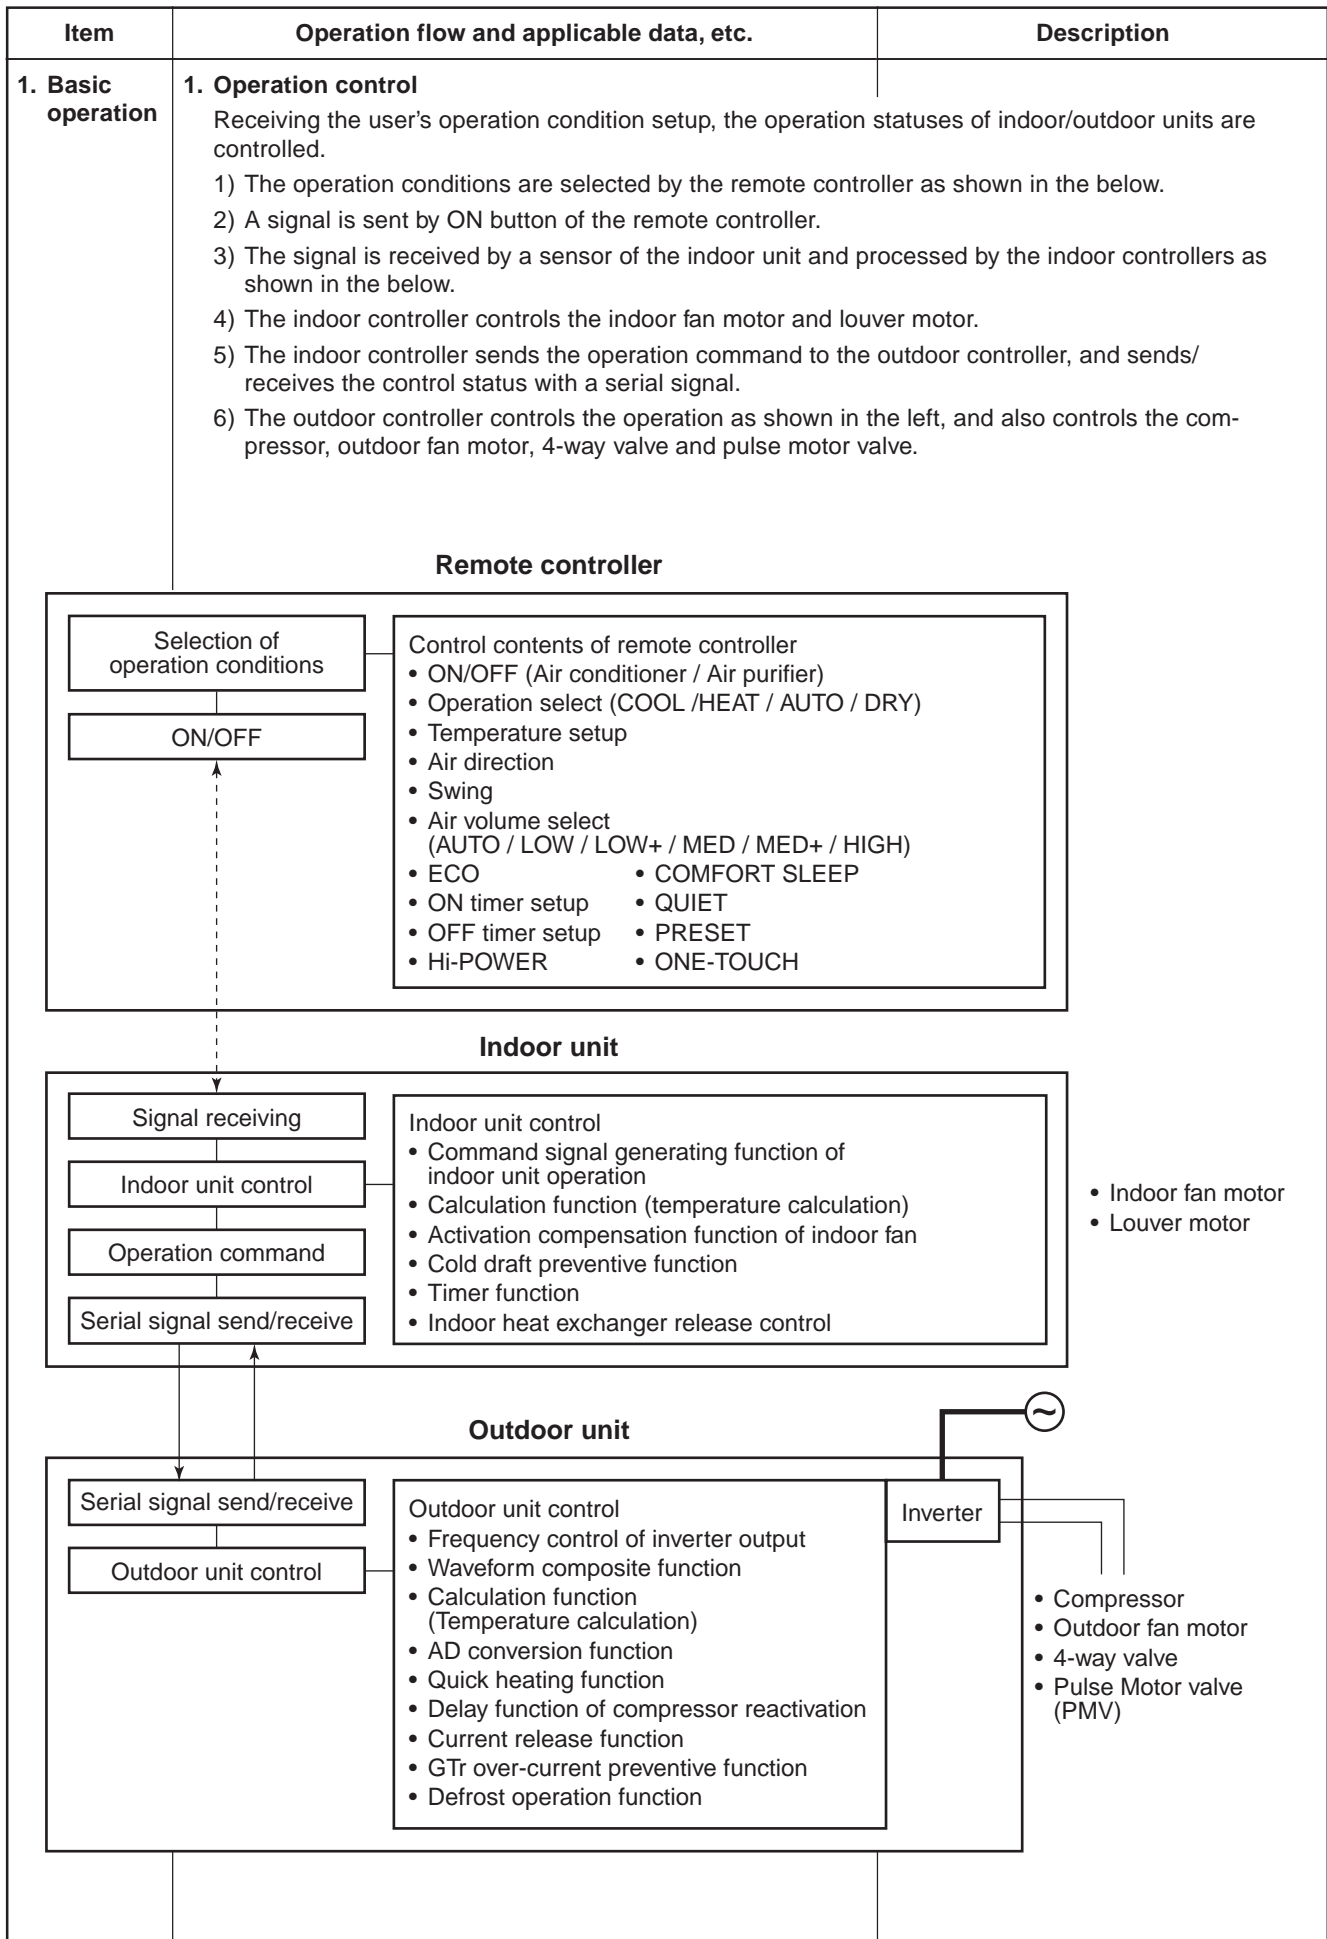 Item
Operation flow and applicable data, etc.
Description
1. Basic
operation
1. Operation control
Receiving the user's operation condition setup, the operation statuses of indoor/outdoor units are
controlled.
1) The operation conditions are selected by the remote controller as shown in the below.
2) A signal is sent by ON button of the remote controller.
3) The signal is received by a sensor of the indoor unit and processed by the indoor controllers as
shown in the below.
4) The indoor controller controls the indoor fan motor and louver motor.
5) The indoor controller sends the operation command to the outdoor controller, and sends/
receives the control status with a serial signal.
6) The outdoor controller controls the operation as shown in the left, and also controls the com-
pressor, outdoor fan motor, 4-way valve and pulse motor valve.
Remote controller
Selection of
operation conditions
ON/OFF
Control contents of remote controller
• ON/OFF (Air conditioner / Air purifier)
• Operation select (COOL /HEAT / AUTO / DRY)
• Temperature setup
• Air direction
• Swing
• Air volume select
(AUTO / LOW / LOW+ / MED / MED+ / HIGH)
• ECO • COMFORT SLEEP
• ON timer setup • QUIET
• OFF timer setup • PRESET
• Hi-POWER • ONE-TOUCH
Indoor unit
Signal receiving
Indoor unit control
Operation command
Serial signal send/receive
Indoor unit control
• Command signal generating function of
indoor unit operation
• Calculation function (temperature calculation)
• Activation compensation function of indoor fan
• Cold draft preventive function
• Timer function
• Indoor heat exchanger release control
• Indoor fan motor
• Louver motor
Outdoor unit
~
Serial signal send/receive
Outdoor unit control
Outdoor unit control
• Frequency control of inverter output
• Waveform composite function
• Calculation function
(Temperature calculation)
• AD conversion function
• Quick heating function
• Delay function of compressor reactivation
• Current release function
• GTr over-current preventive function
• Defrost operation function
Inverter
• Compressor
• Outdoor fan motor
• 4-way valve
• Pulse Motor valve
(PMV)